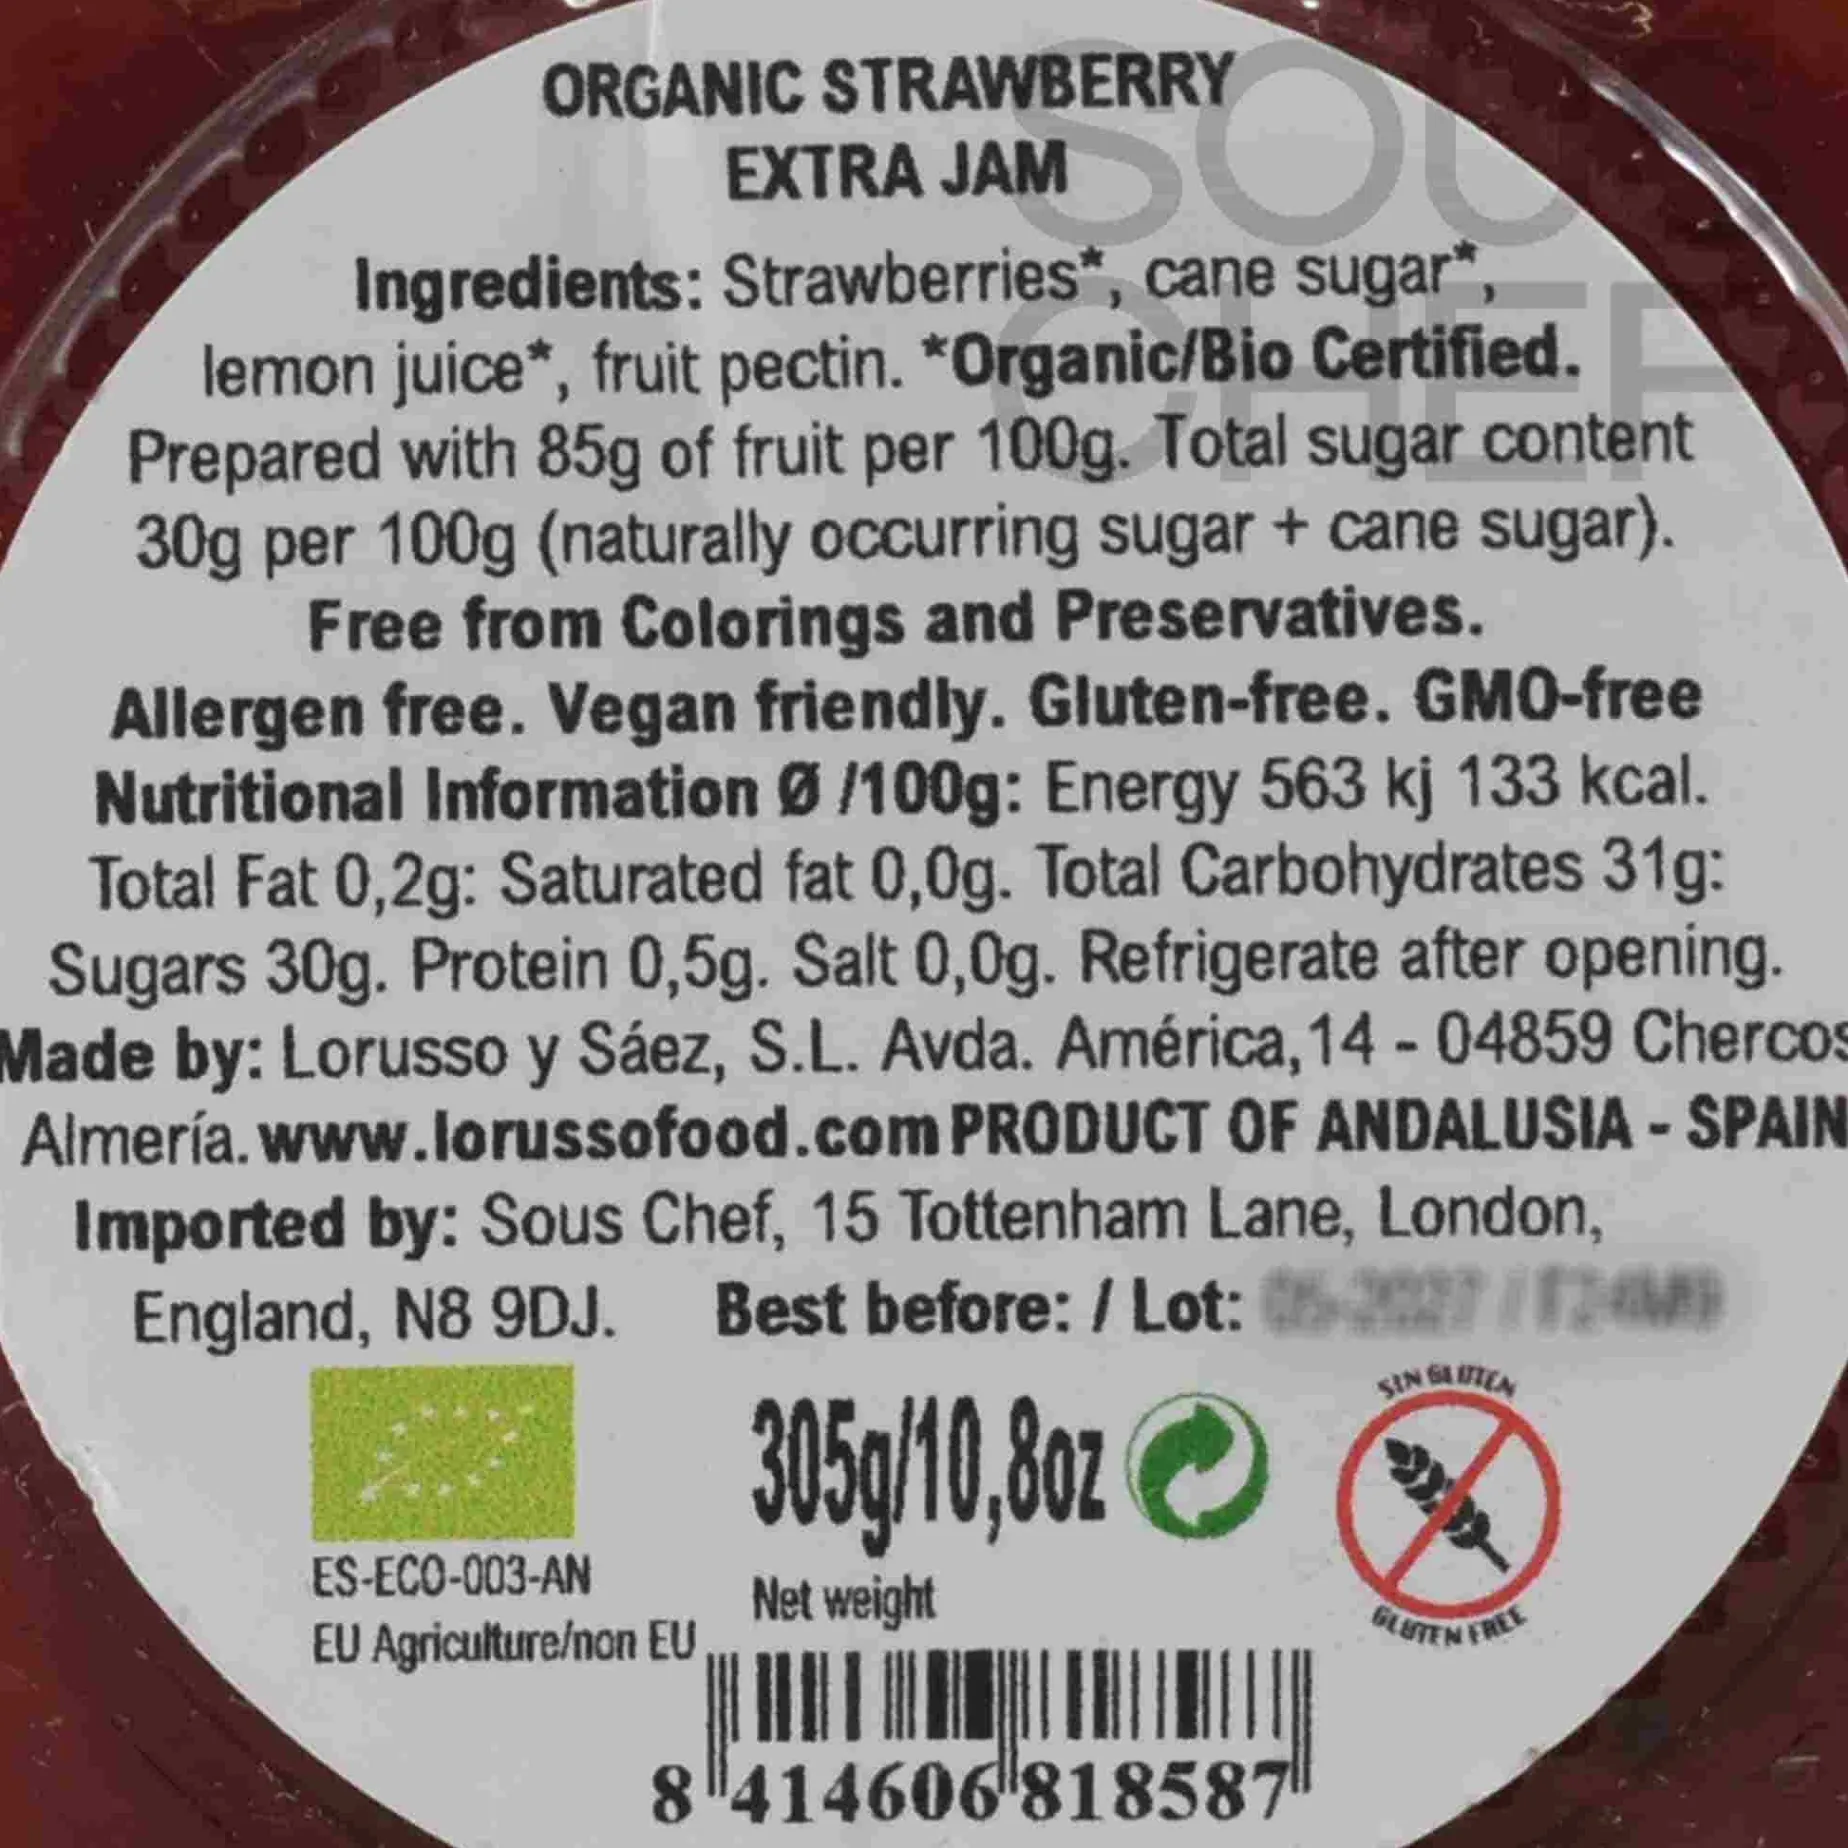 ORGANIC STRAWBERRY
EXTRA JAM
Ingredients: Strawberries*, cane sugar*,
lemon juice*, fruit pectin. *Organic/Bio Certified.
Prepared with 85g of fruit per 100g. Total sugar content
30g per 100g (naturally occurring sugar + cane sugar).
Free from Colorings and Preservatives.
Allergen free. Vegan friendly. Gluten-free. GMO-free
Nutritional Information Ø /100g: Energy 563 kj 133 kcal.
Total Fat 0,2g: Saturated fat 0,0g. Total Carbohydrates 31g:
Sugars 30g. Protein 0,5g. Salt 0,0g. Refrigerate after opening.
Made by: Lorusso y Sáez, S.L. Avda. América,14 - 04859 Chercos
Almería. www.lorussofood.com PRODUCT OF ANDALUSIA - SPAIN
Imported by: Sous Chef, 15 Tottenham Lane, London,
England, N8 9DJ. Best before: / Lot:
SIN GLUTEN
305g/10,8oz
ES-ECO-003-AN
Net weight
GLUTEN FREE
EU Agriculture/non EU
8 414606 818587
SOU
CHEF